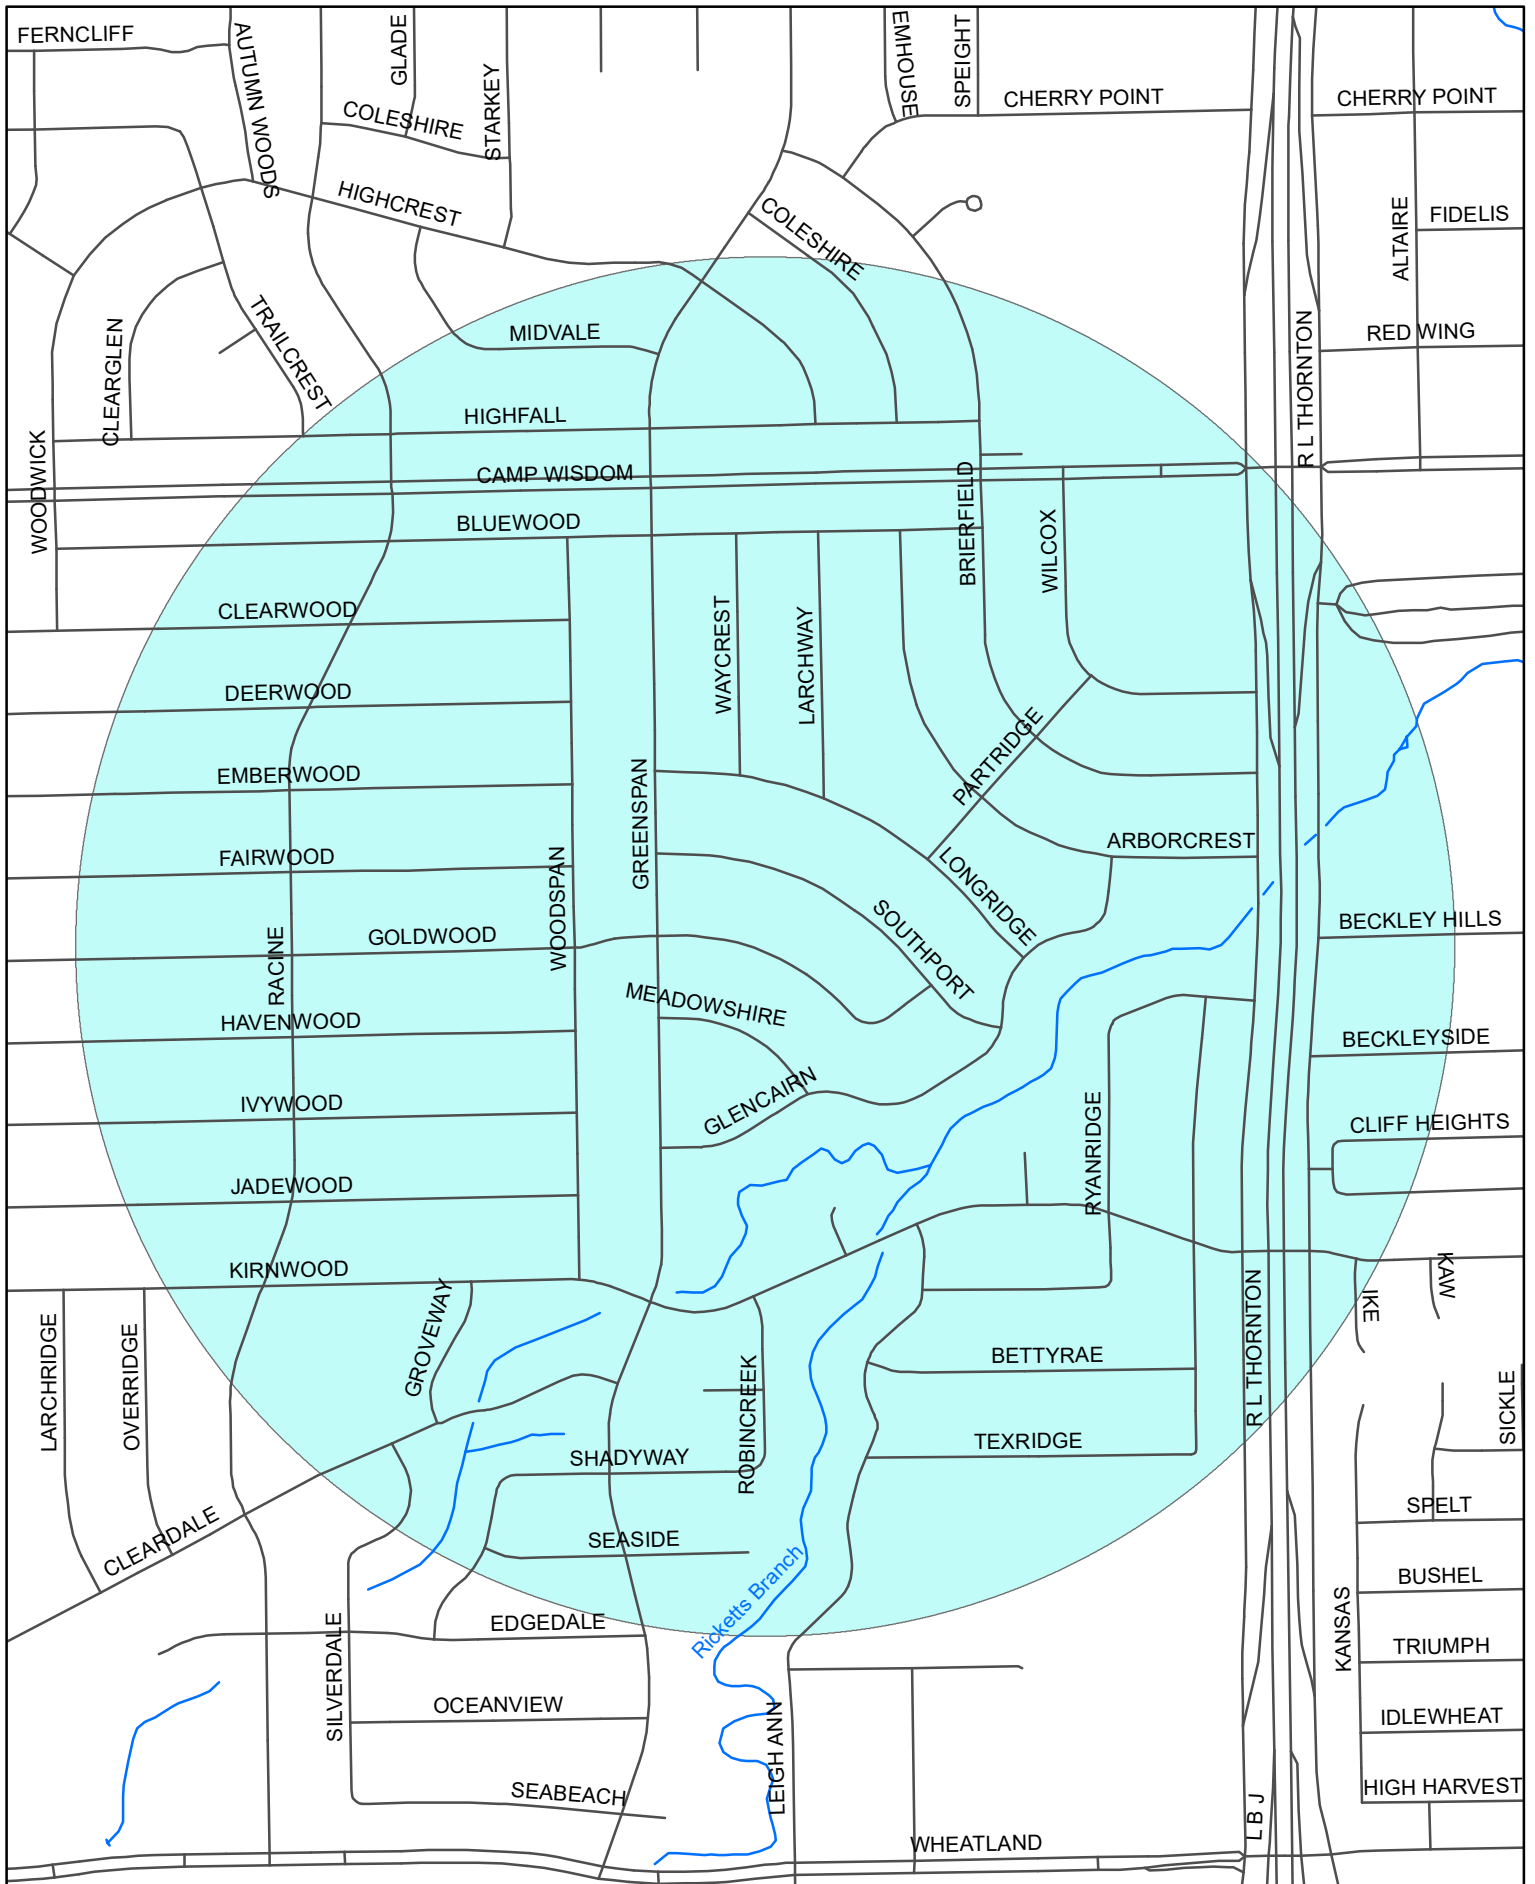 FERNCLIFF
AUTUMN WOODS
GLADE
STARKEY
EMHOUSE
SPEIGHT
CHERRY POINT
CHERRY POINT
COLESHIRE
HIGHCREST
COLESHIRE
ALTAIRE
FIDELIS
TRAILCREST
CLEARGLEN
MIDVALE
R L THORNTON
RED WING
WOODWICK
HIGHFALL
CAMP WISDOM
BLUEWOOD
BRIERFIELD
WILCOX
CLEARWOOD
WAYCREST
LARCHWAY
DEERWOOD
PARTRIDGE
EMBERWOOD
GREENSPAN
ARBORCREST
FAIRWOOD
WOODSPAN
LONGRIDGE
SOUTHPORT
GOLDWOOD
RACINE
BECKLEY HILLS
MEADOWSHIRE
HAVENWOOD
BECKLEYSIDE
GLENCAIRN
IVYWOOD
RYANRIDGE
CLIFF HEIGHTS
JADEWOOD
KIRNWOOD
GROVEWAY
R L THORNTON
KAW
IKE
LARCHRIDGE
OVERRIDGE
ROBINCREEK
BETTYRAE
SICKLE
SHADYWAY
TEXRIDGE
CLEARDALE
SPELT
SEASIDE
Ricketts Branch
BUSHEL
SILVERDALE
EDGEDALE
KANSAS
TRIUMPH
OCEANVIEW
LEIGH ANN
IDLEWHEAT
SEABEACH
L B J
HIGH HARVEST
WHEATLAND